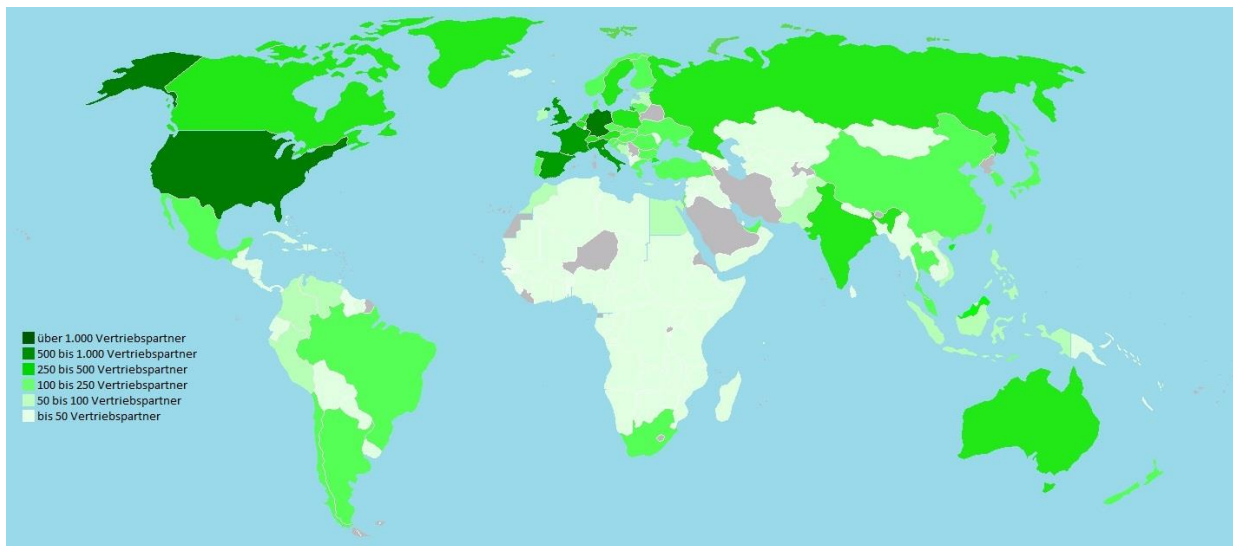 über 1.000 Vertriebspartner
500 bis 1.000 Vertriebspartner
250 bis 500 Vertriebspartner
100 bis 250 Vertriebspartner
50 bis 100 Vertriebspartner
bis 50 Vertriebspartner